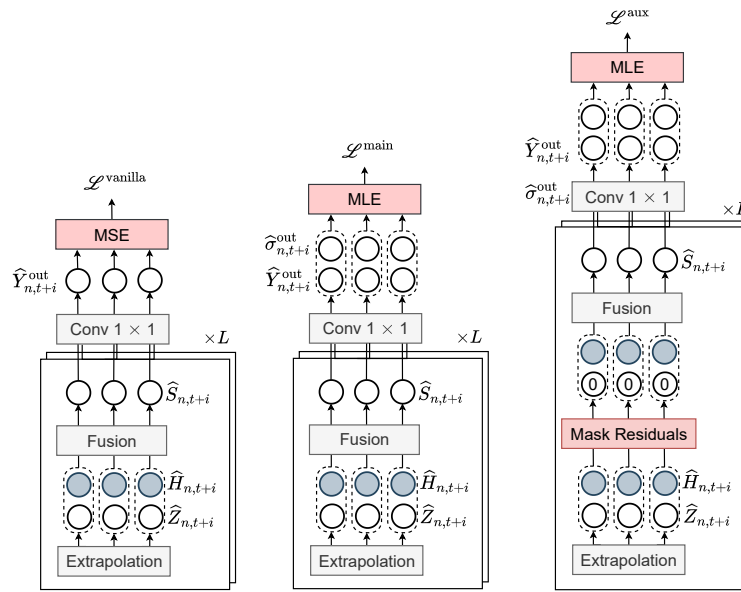 ℒ^vanilla
MSE
Ŷ^out_{n,t+i}
Conv 1 × 1
× L
Ŝ_{n,t+i}
Fusion
Ĥ_{n,t+i}
Ẑ_{n,t+i}
Extrapolation
ℒ^main
MLE
σ̂^out_{n,t+i}
Ŷ^out_{n,t+i}
Conv 1 × 1
× L
Ŝ_{n,t+i}
Fusion
Ĥ_{n,t+i}
Ẑ_{n,t+i}
Extrapolation
ℒ^aux
MLE
Ŷ^out_{n,t+i}
σ̂^out_{n,t+i}
Conv 1 × 1
× L
Ŝ_{n,t+i}
Fusion
0 0 0
Mask Residuals
Ĥ_{n,t+i}
Ẑ_{n,t+i}
Extrapolation